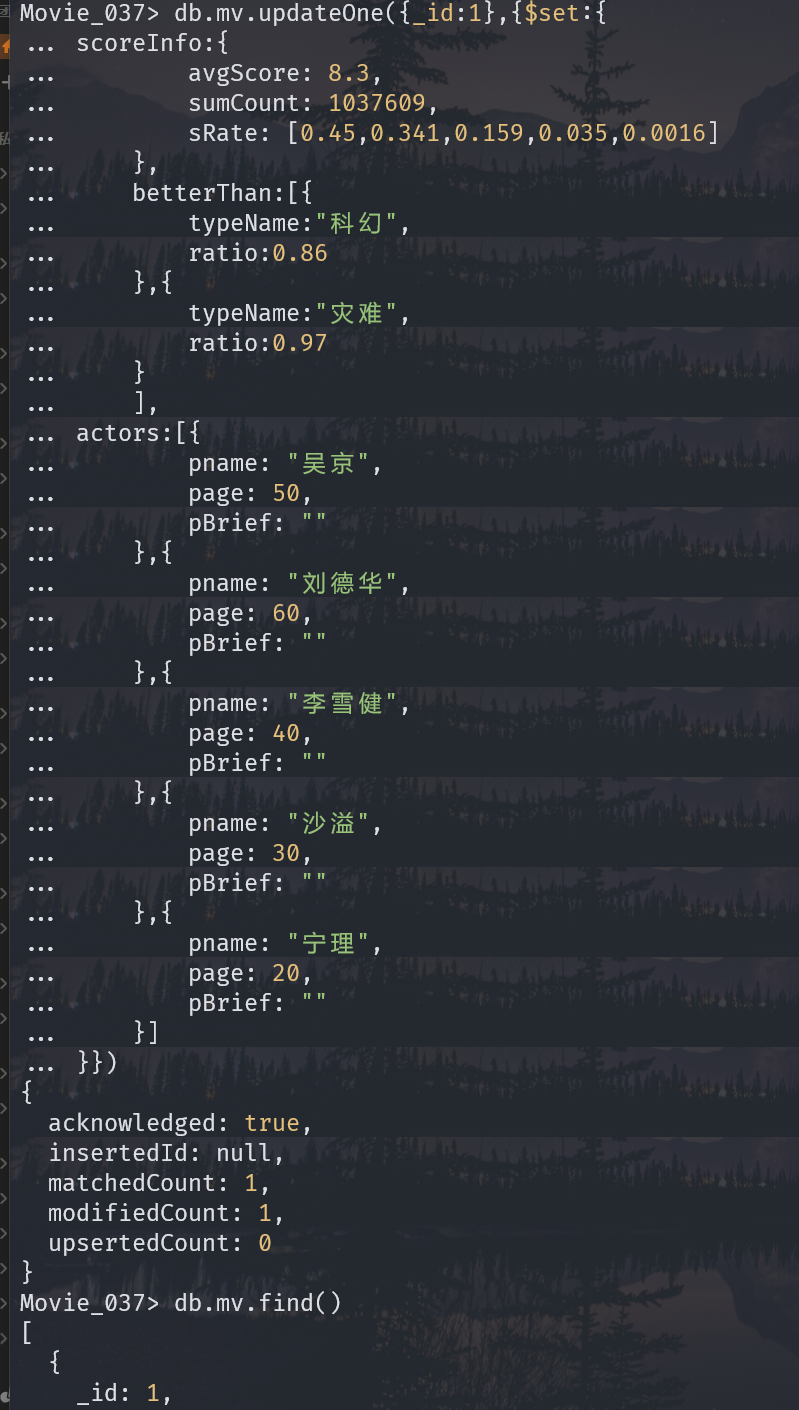 Movie_037> db.mv.updateOne({_id:1},{$set:{
... scoreInfo:{
...         avgScore: 8.3,
...         sumCount: 1037609,
...         sRate: [0.45,0.341,0.159,0.035,0.0016]
...     },
...     betterThan:[{
...         typeName:"科幻",
...         ratio:0.86
...     },{
...         typeName:"灾难",
...         ratio:0.97
...     }
...     ],
... actors:[{
...         pname: "吴京",
...         page: 50,
...         pBrief: ""
...     },{
...         pname: "刘德华",
...         page: 60,
...         pBrief: ""
...     },{
...         pname: "李雪健",
...         page: 40,
...         pBrief: ""
...     },{
...         pname: "沙溢",
...         page: 30,
...         pBrief: ""
...     },{
...         pname: "宁理",
...         page: 20,
...         pBrief: ""
...     }]
... }})
{
  acknowledged: true,
  insertedId: null,
  matchedCount: 1,
  modifiedCount: 1,
  upsertedCount: 0
}
Movie_037> db.mv.find()
[
  {
    _id: 1,